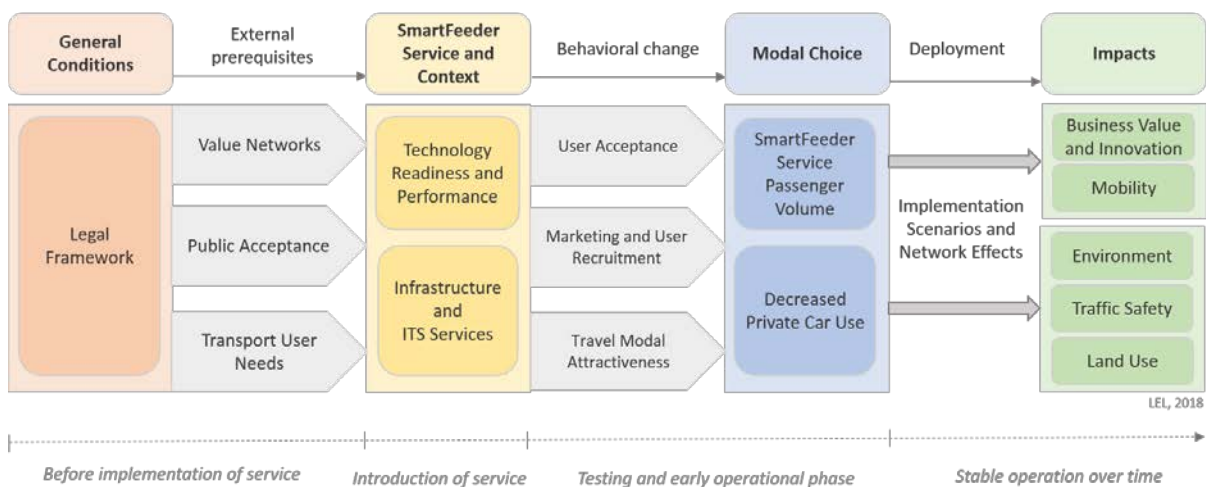 General
Conditions
External
prerequisites
SmartFeeder
Service and
Context
Behavioral change
Modal Choice
Deployment
Impacts
Legal
Framework
Value Networks
Public Acceptance
Transport User
Needs
Technology
Readiness and
Performance
Infrastructure
and
ITS Services
User Acceptance
Marketing and User
Recruitment
Travel Modal
Attractiveness
SmartFeeder
Service
Passenger
Volume
Decreased
Private Car Use
Implementation
Scenarios and
Network Effects
Business Value
and Innovation
Mobility
Environment
Traffic Safety
Land Use
LEL, 2018
Before implementation of service
Introduction of service
Testing and early operational phase
Stable operation over time